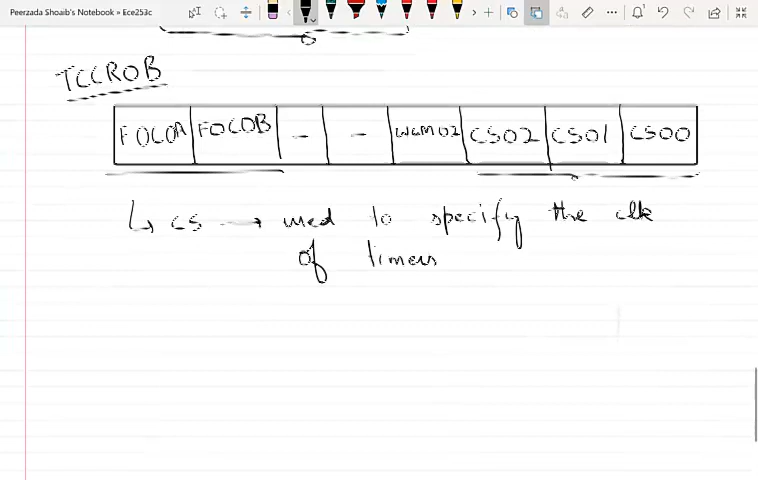 Peerzada Shoaib's Notebook » Ece253c
TCCR0B
FOC0A FOC0B - - WGM02 CS02 CS01 CS00
↳ CS → used to specify the clk
of timers